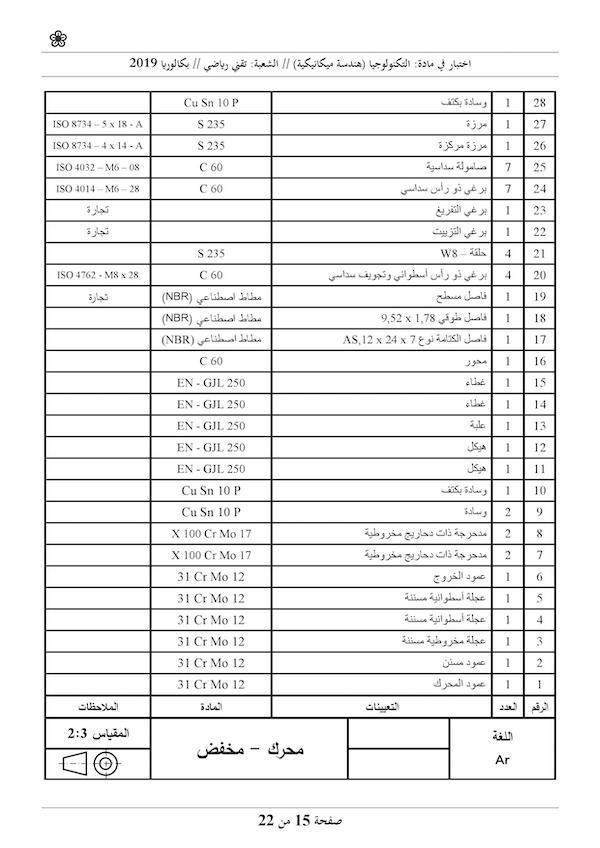 اختبار في مادة: التكنولوجيا (هندسة ميكانيكية) // الشعبة: تقني رياضي // بكالوريا 2019
28 1 وسادة بكتف Cu Sn 10 P
27 1 مرزة S 235 ISO 8734 – 5 x 18 - A
26 1 مرزة مركزة S 235 ISO 8734 – 4 x 14 - A
25 7 صامولة سداسية C 60 ISO 4032 – M6 – 08
24 7 برغي ذو رأس سداسي C 60 ISO 4014 – M6 – 28
23 1 برغي التفريغ تجارة
22 1 برغي التزييت تجارة
21 4 حلقة – W8 S 235
20 4 برغي ذو رأس أسطواني وتجويف سداسي C 60 ISO 4762 - M8 x 28
19 1 فاصل مسطح مطاط اصطناعي (NBR) تجارة
18 1 فاصل طوقي 1,78 x 9,52 مطاط اصطناعي (NBR)
17 1 فاصل الكتامة نوع AS,12 x 24 x 7 مطاط اصطناعي (NBR)
16 1 محور C 60
15 1 غطاء EN - GJL 250
14 1 غطاء EN - GJL 250
13 1 علبة EN - GJL 250
12 1 هيكل EN - GJL 250
11 1 هيكل EN - GJL 250
10 1 وسادة بكتف Cu Sn 10 P
9 2 وسادة Cu Sn 10 P
8 2 مدحرجة ذات دحاريج مخروطية X 100 Cr Mo 17
7 2 مدحرجة ذات دحاريج مخروطية X 100 Cr Mo 17
6 1 عمود الخروج 31 Cr Mo 12
5 1 عجلة أسطوانية مسننة 31 Cr Mo 12
4 1 عجلة أسطوانية مسننة 31 Cr Mo 12
3 1 عجلة مخروطية مسننة 31 Cr Mo 12
2 1 عمود مسنن 31 Cr Mo 12
1 1 عمود المحرك 31 Cr Mo 12
الرقم العدد التعيينات المادة الملاحظات
اللغة
Ar
محرك - مخفض
المقياس 2:3
صفحة 15 من 22